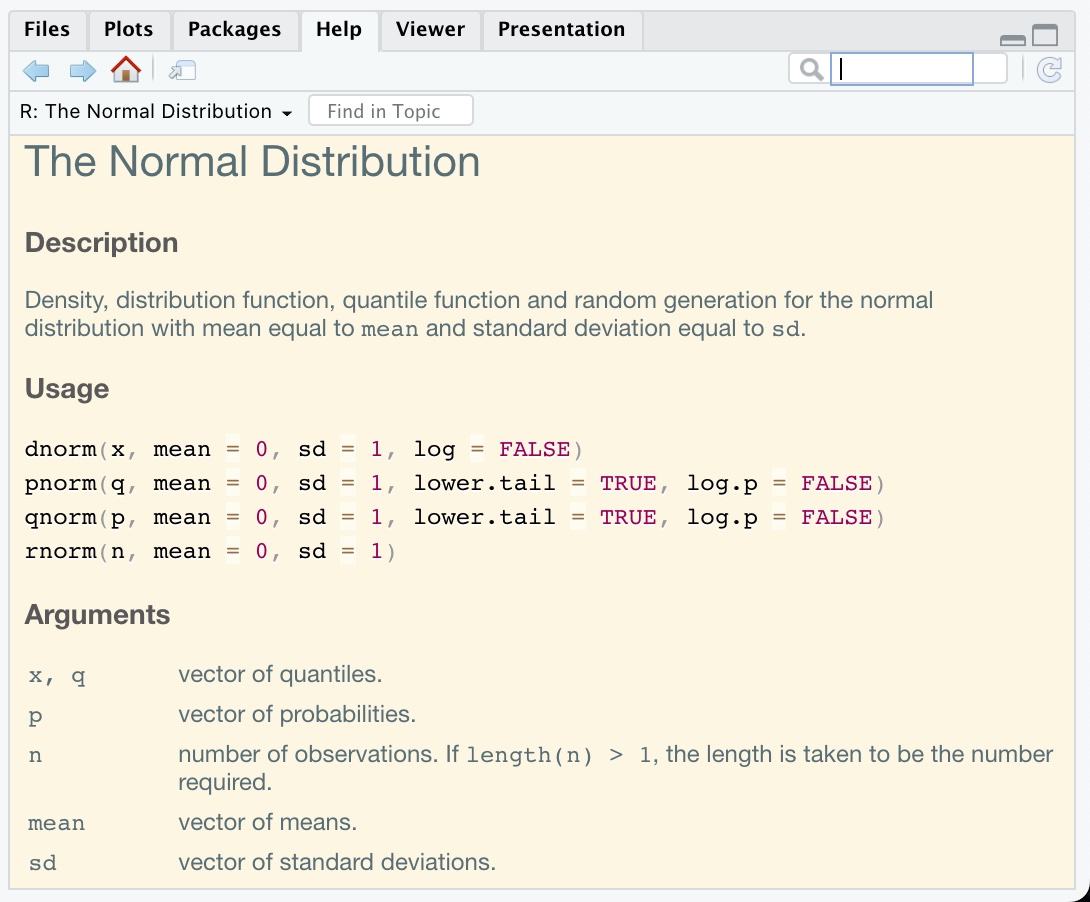 Files Plots Packages Help Viewer Presentation
R: The Normal Distribution Find in Topic
The Normal Distribution
Description
Density, distribution function, quantile function and random generation for the normal
distribution with mean equal to mean and standard deviation equal to sd.
Usage
dnorm(x, mean = 0, sd = 1, log = FALSE)
pnorm(q, mean = 0, sd = 1, lower.tail = TRUE, log.p = FALSE)
qnorm(p, mean = 0, sd = 1, lower.tail = TRUE, log.p = FALSE)
rnorm(n, mean = 0, sd = 1)
Arguments
x, q vector of quantiles.
p vector of probabilities.
n number of observations. If length(n) > 1, the length is taken to be the number
required.
mean vector of means.
sd vector of standard deviations.